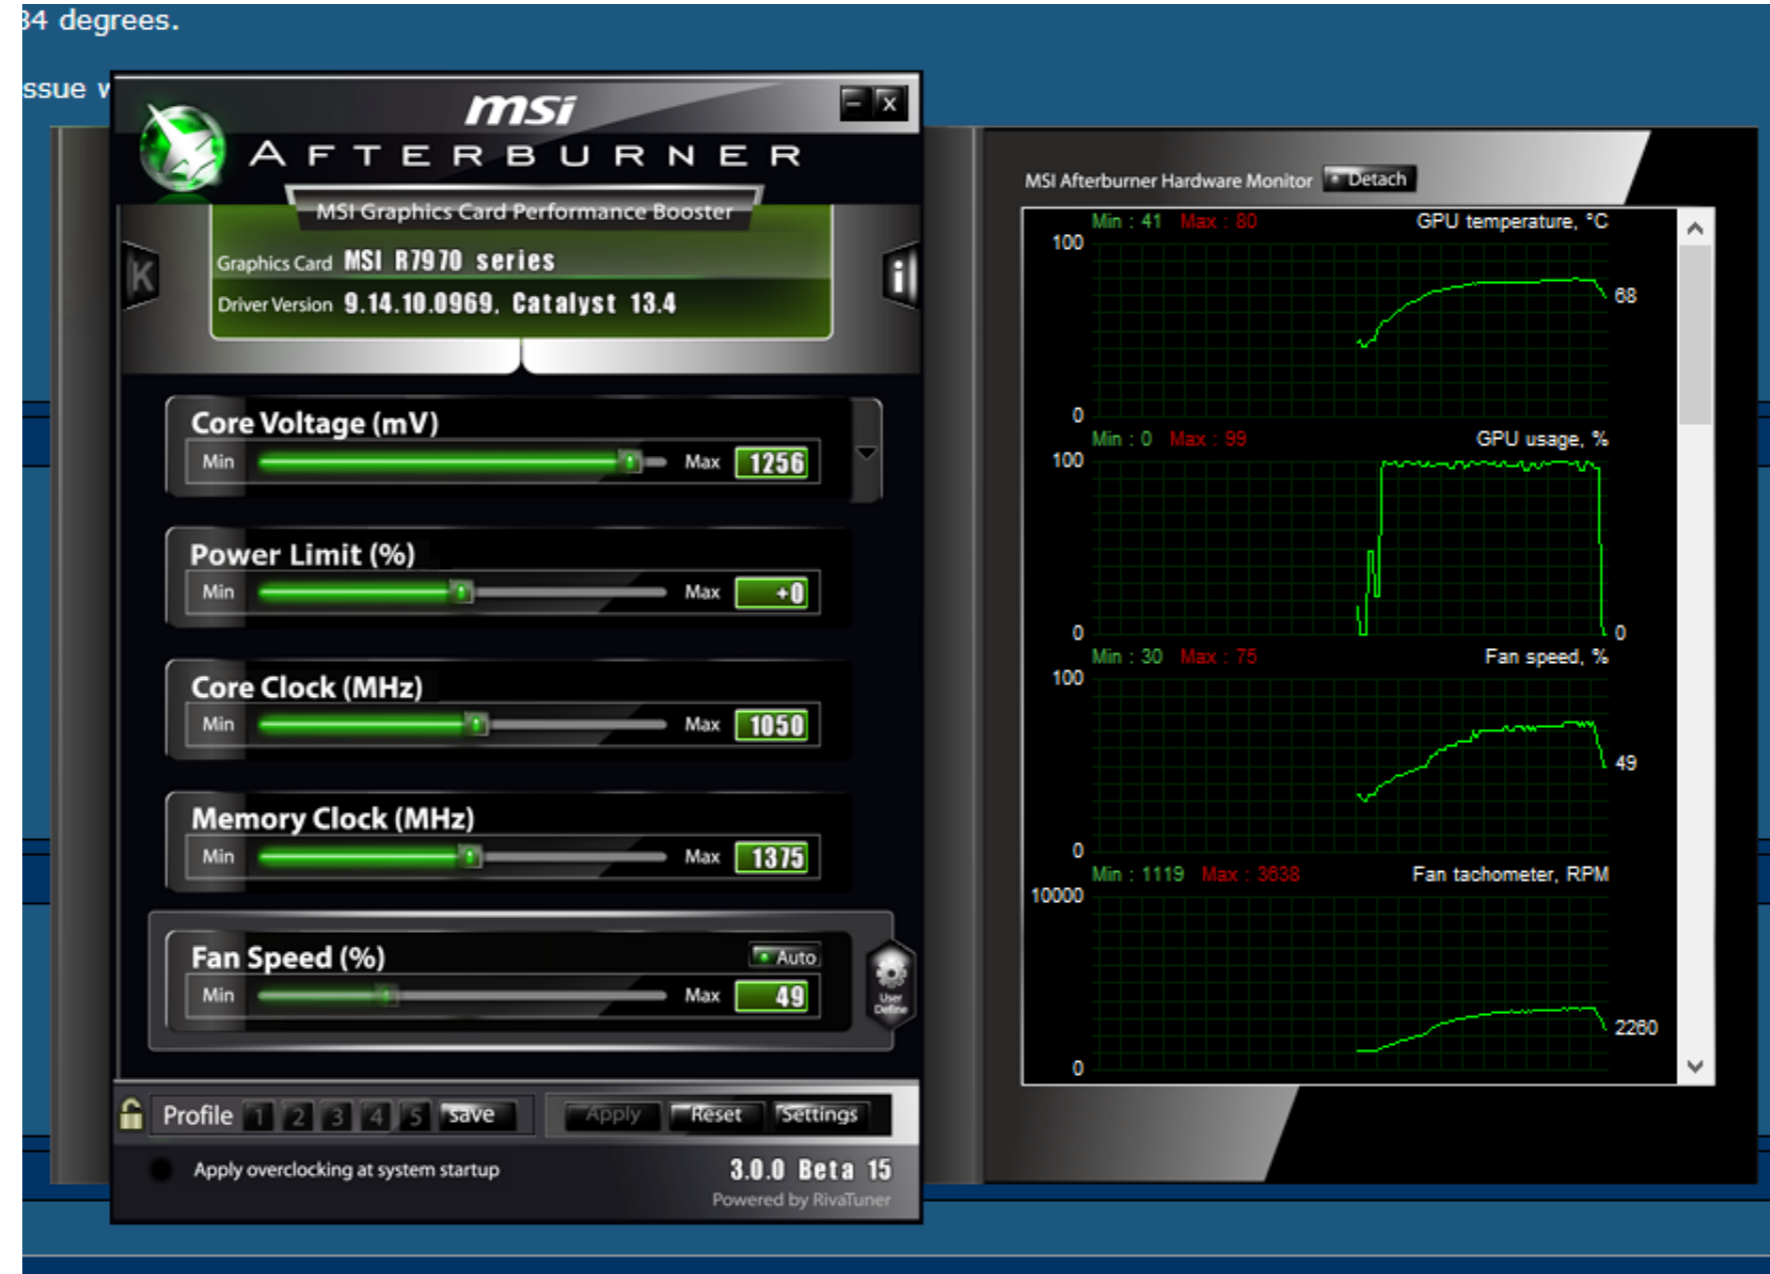 34 degrees.
ssue w
msi
AFTERBURNER
MSI Graphics Card Performance Booster
K
i
Graphics Card MSI R7970 series
Driver Version 9.14.10.0969, Catalyst 13.4
Core Voltage (mV)
Min Max 1256
Power Limit (%)
Min Max +0
Core Clock (MHz)
Min Max 1050
Memory Clock (MHz)
Min Max 1375
Fan Speed (%) Auto
Min Max 49
User
Define
Profile 1 2 3 4 5 save Apply Reset Settings
Apply overclocking at system startup 3.0.0 Beta 15
Powered by RivaTuner
MSI Afterburner Hardware Monitor Detach
Min : 41 Max : 80 GPU temperature, °C
100
68
0
Min : 0 Max : 99 GPU usage, %
100
0 0
Min : 30 Max : 75 Fan speed, %
100
49
0
Min : 1119 Max : 3638 Fan tachometer, RPM
10000
2260
0